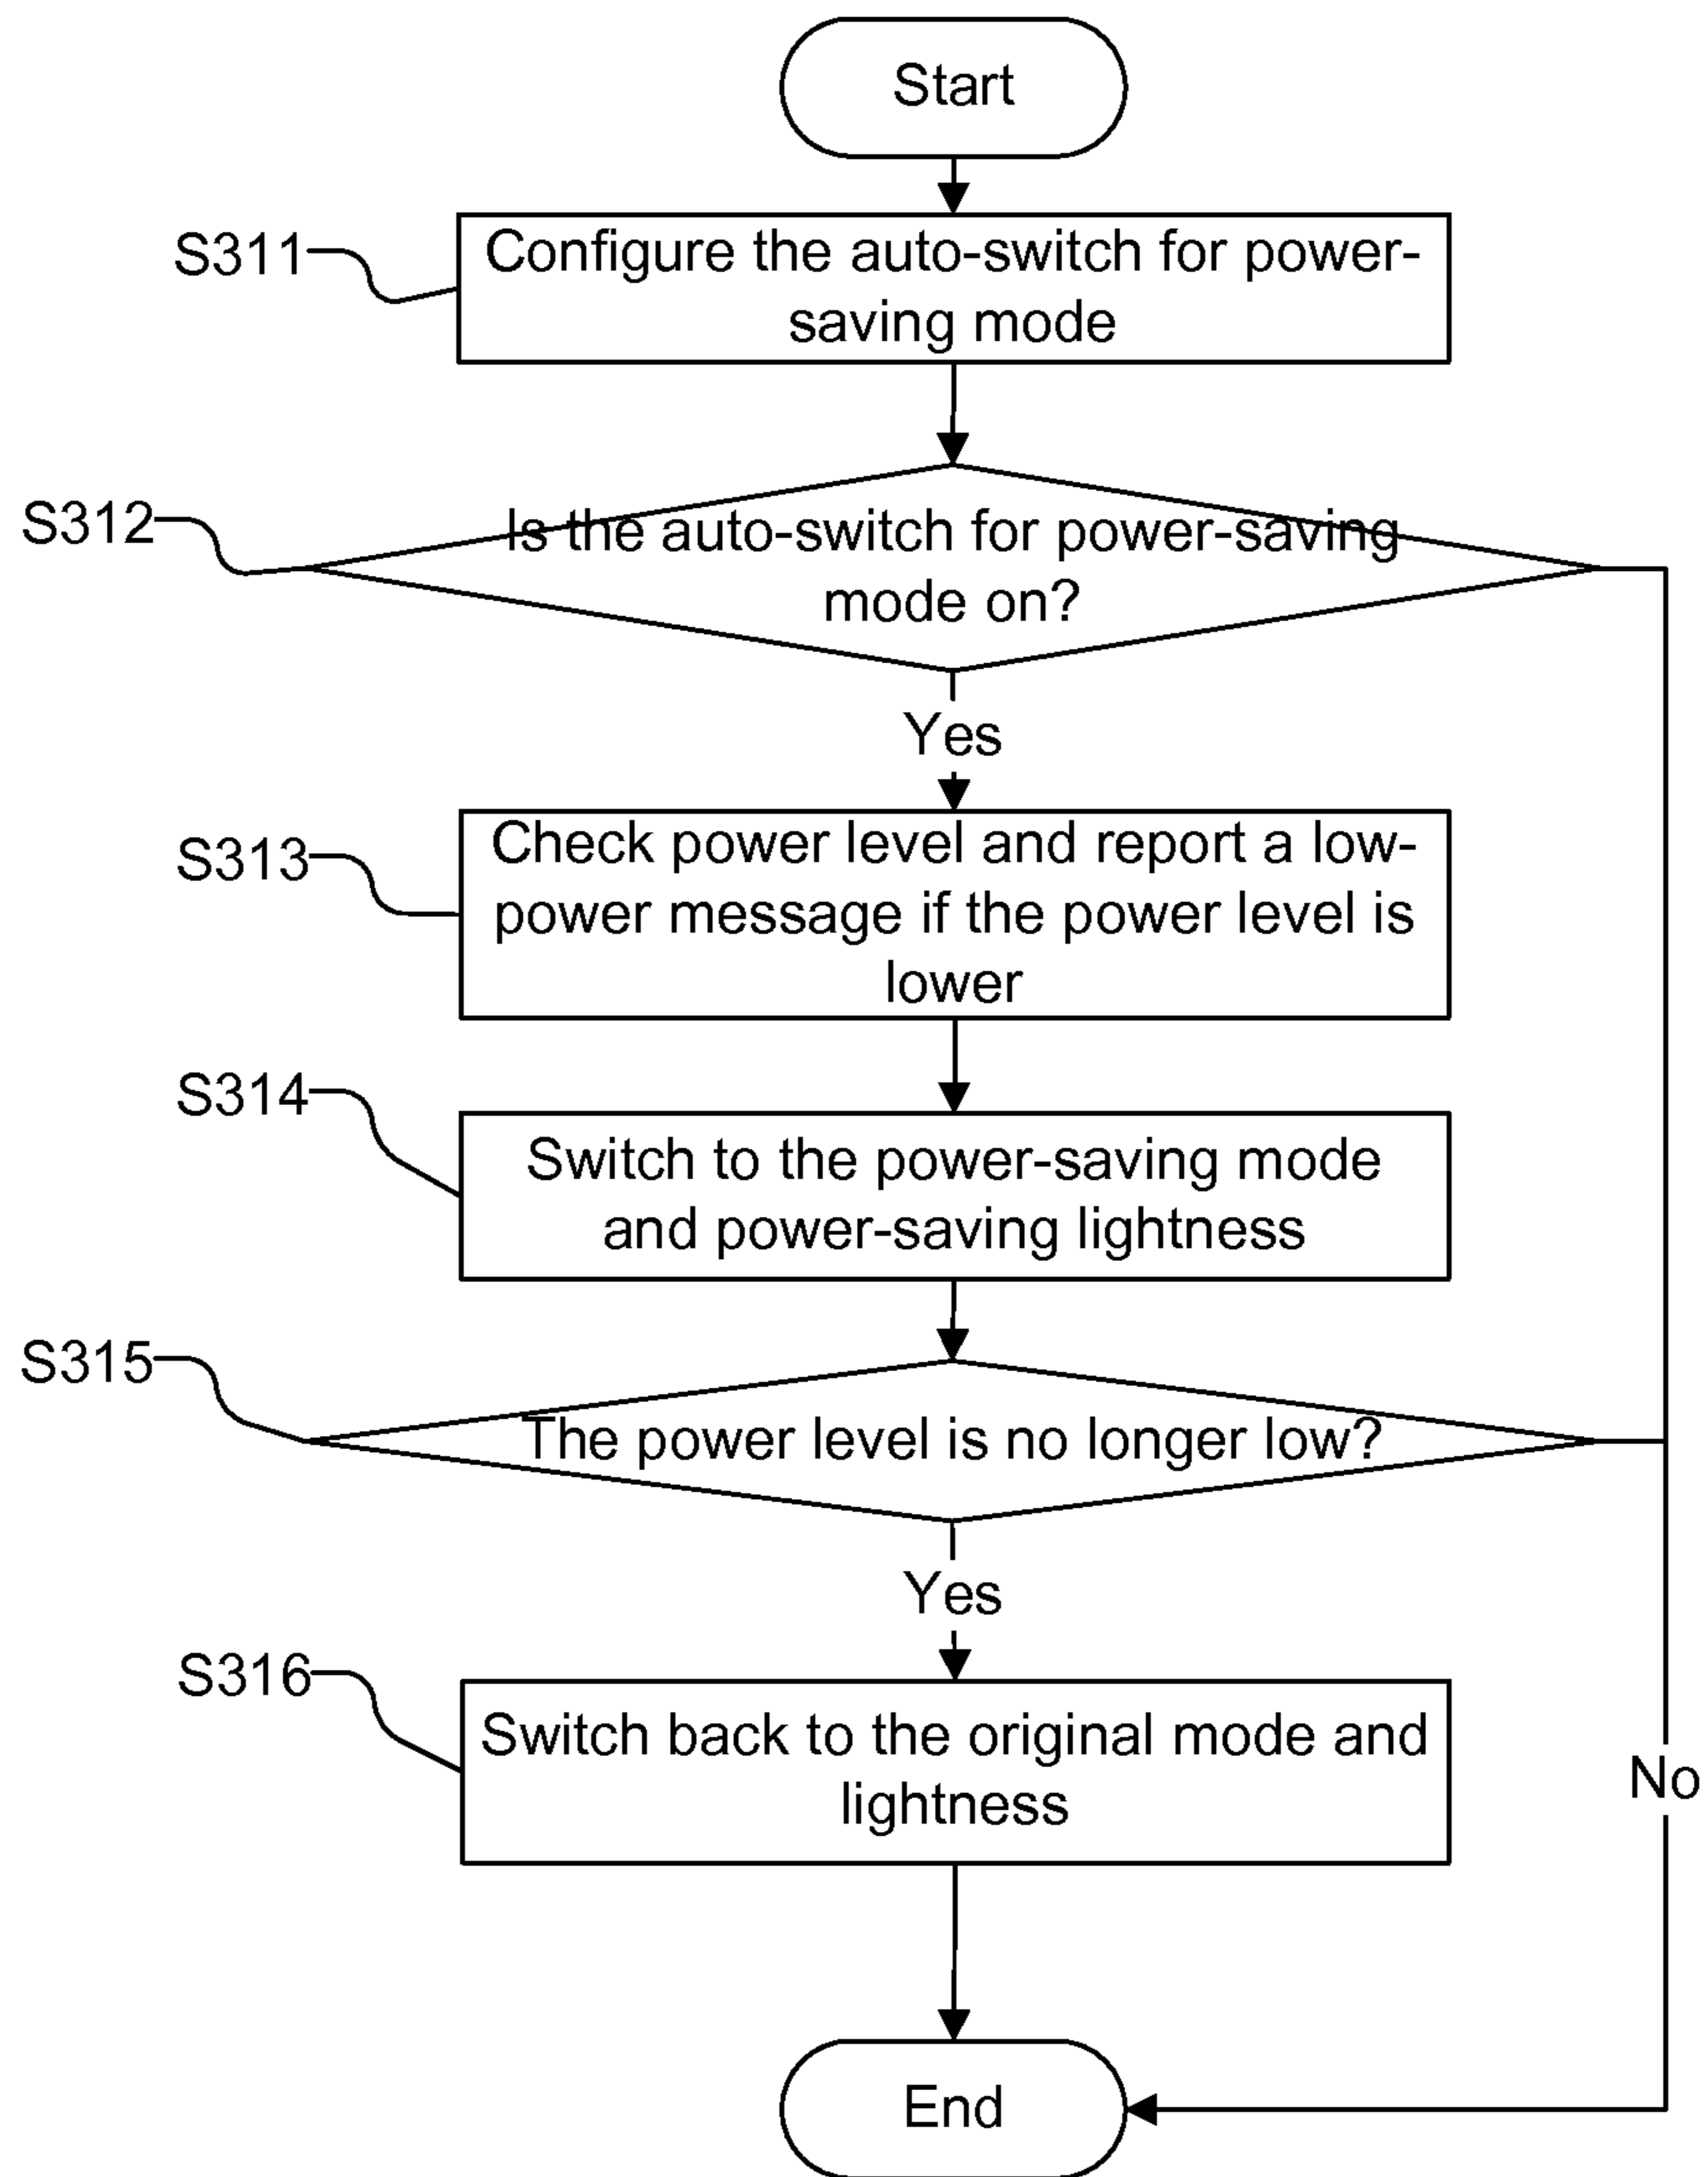 Start
S311
Configure the auto-switch for power-
saving mode
S312
Is the auto-switch for power-saving
mode on?
Yes
S313
Check power level and report a low-
power message if the power level is
lower
S314
Switch to the power-saving mode
and power-saving lightness
S315
The power level is no longer low?
Yes
S316
Switch back to the original mode and
lightness
No
End